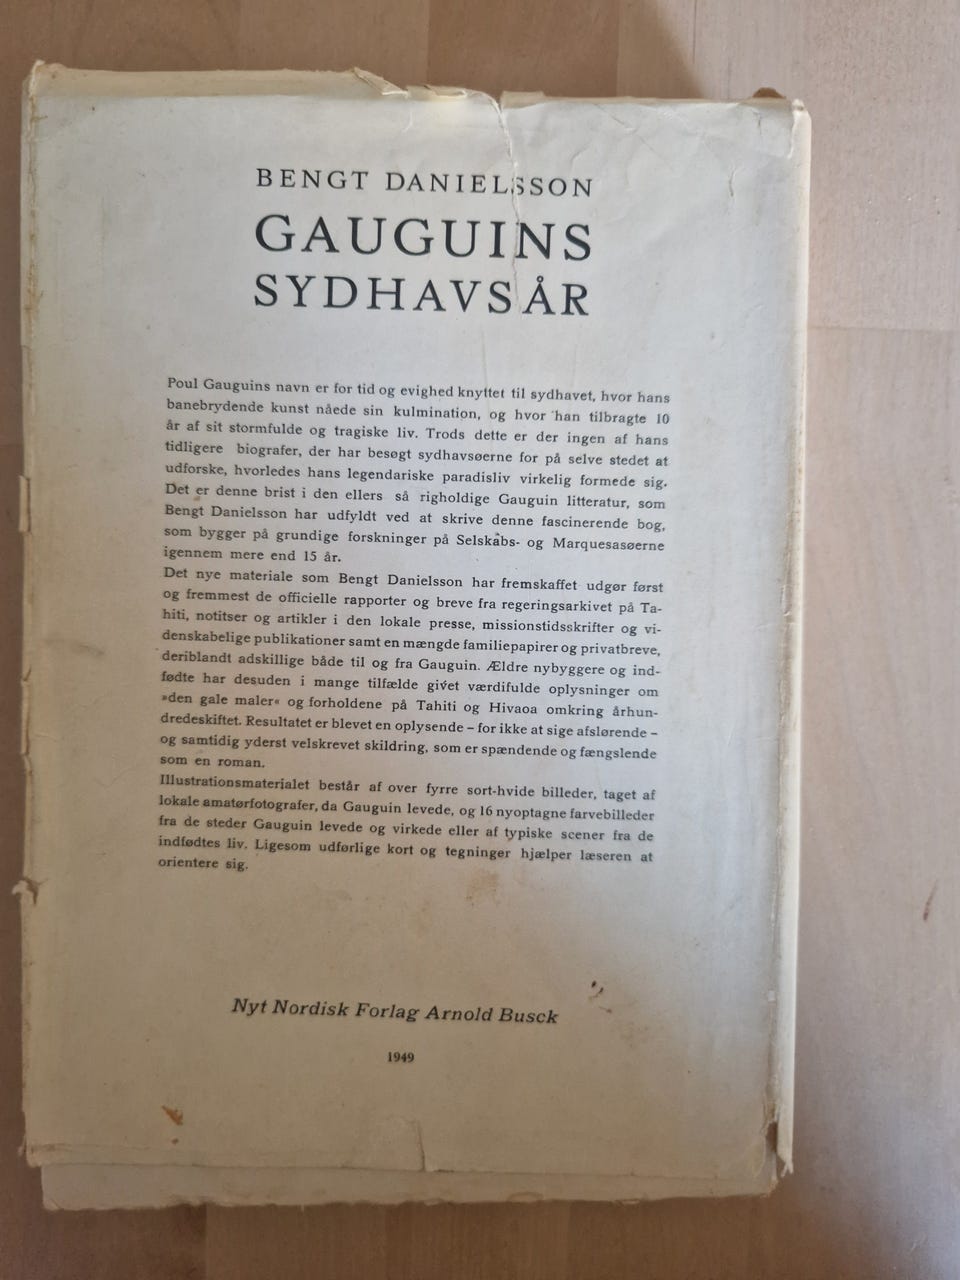 BENGT DANIELSSON
GAUGUINS
SYDHAVSÅR
Poul Gauguins navn er for tid og evighed knyttet til sydhavet, hvor hans
banebrydende kunst nåede sin kulmination, og hvor han tilbragte 10
år af sit stormfulde og tragiske liv. Trods dette er der ingen af hans
tidligere biografer, der har besøgt sydhavsøerne for på selve stedet at
udforske, hvorledes hans legendariske paradisliv virkelig formede sig.
Det er denne brist i den ellers så righoldige Gauguin litteratur, som
Bengt Danielsson har udfyldt ved at skrive denne fascinerende bog,
som bygger på grundige forskninger på Selskabs- og Marquesasøerne
igennem mere end 15 år.
Det nye materiale som Bengt Danielsson har fremskaffet udgør først
og fremmest de officielle rapporter og breve fra regeringsarkivet på Ta-
hiti, notitser og artikler i den lokale presse, missionstidsskrifter og vi-
denskabelige publikationer samt en mængde familiepapirer og privatbreve,
deriblandt adskillige både til og fra Gauguin. Ældre nybyggere og ind-
fødte har desuden i mange tilfælde givet værdifulde oplysninger om
»den gale maler« og forholdene på Tahiti og Hivaoa omkring århun-
dredeskiftet. Resultatet er blevet en oplysende – for ikke at sige afslørende –
og samtidig yderst velskrevet skildring, som er spændende og fængslende
som en roman.
Illustrationsmaterialet består af over fyrre sort-hvide billeder, taget af
lokale amatørfotografer, da Gauguin levede, og 16 nyoptagne farvebilleder
fra de steder Gauguin levede og virkede eller af typiske scener fra de
indfødtes liv. Ligesom udførlige kort og tegninger hjælper læseren at
orientere sig.
Nyt Nordisk Forlag Arnold Busck
1949